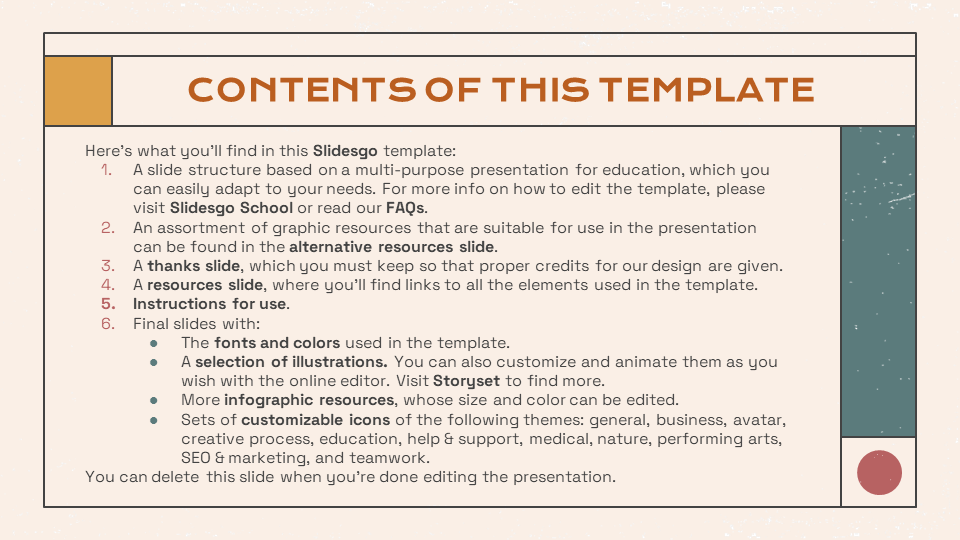 CONTENTS OF THIS TEMPLATE
Here's what you'll find in this Slidesgo template:
1. A slide structure based on a multi-purpose presentation for education, which you
can easily adapt to your needs. For more info on how to edit the template, please
visit Slidesgo School or read our FAQs.
2. An assortment of graphic resources that are suitable for use in the presentation
can be found in the alternative resources slide.
3. A thanks slide, which you must keep so that proper credits for our design are given.
4. A resources slide, where you'll find links to all the elements used in the template.
5. Instructions for use.
6. Final slides with:
● The fonts and colors used in the template.
● A selection of illustrations. You can also customize and animate them as you
wish with the online editor. Visit Storyset to find more.
● More infographic resources, whose size and color can be edited.
● Sets of customizable icons of the following themes: general, business, avatar,
creative process, education, help & support, medical, nature, performing arts,
SEO & marketing, and teamwork.
You can delete this slide when you're done editing the presentation.